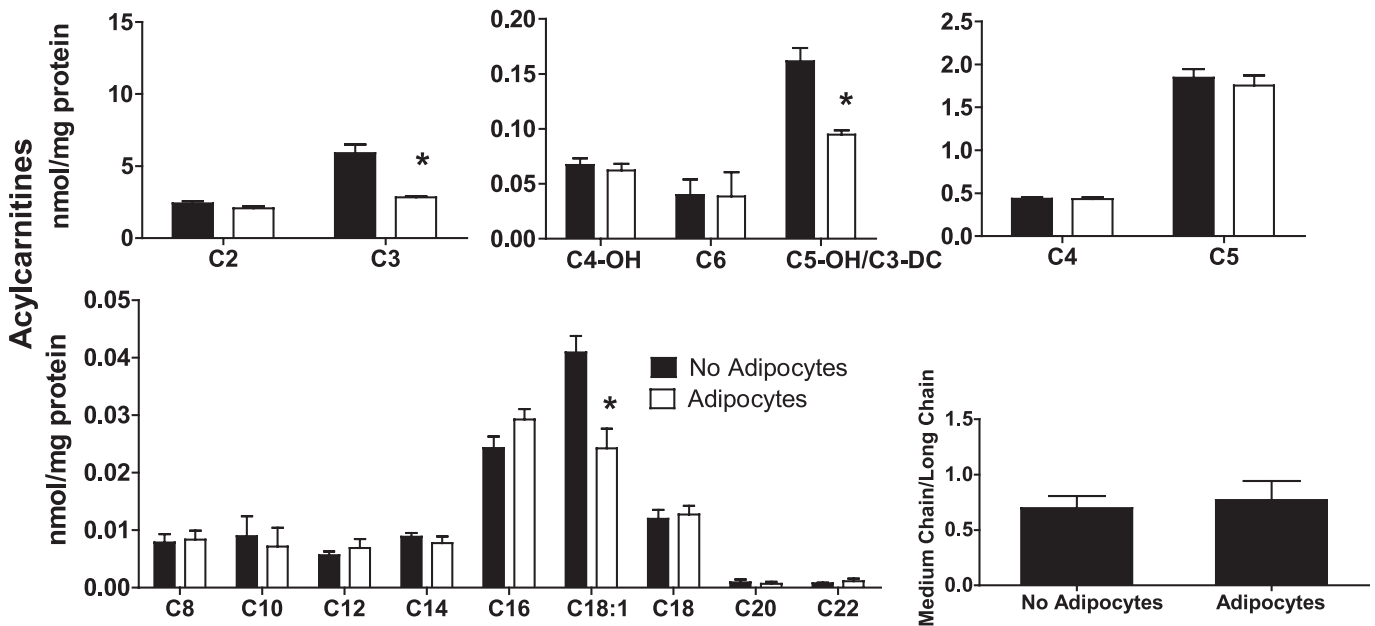 Acylcarnitines
nmol/mg protein
15
10
5
0
C2 C3
*
0.20
0.15
0.10
0.05
0.00
C4-OH C6 C5-OH/C3-DC
*
2.5
2.0
1.5
1.0
0.5
0.0
C4 C5
nmol/mg protein
0.05
0.04
0.03
0.02
0.01
0.00
C8 C10 C12 C14 C16 C18:1 C18 C20 C22
*
No Adipocytes
Adipocytes
Medium Chain/Long Chain
1.5
1.0
0.5
0.0
No Adipocytes Adipocytes